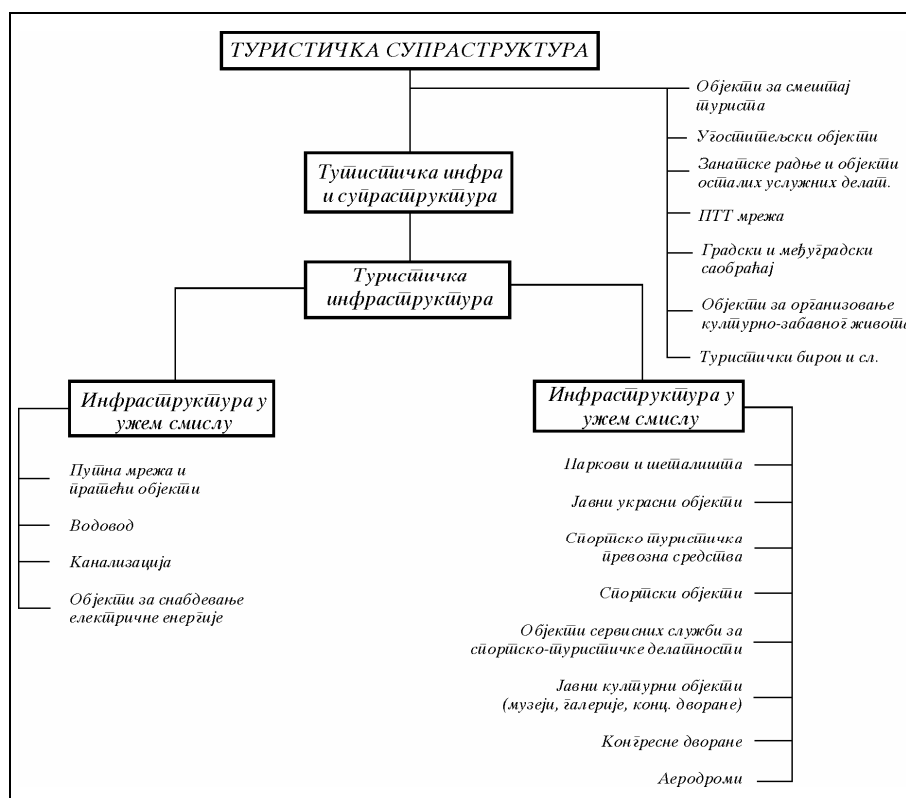 ТУРИСТИЧКА СУПРАСТРУКТУРА
Објекти за смештај
туриста
Угоститељски објекти
Занатске радње и објекти
осталих услужних делат.
ПТТ мрежа
Градски и међуградски
саобраћај
Објекти за организовање
културно-забавног живота
Туристички бирои и сл.
Тутистичка инфра
и супраструктура
Туристичка
инфраструктура
Инфраструктура у
ужем смислу
Путна мрежа и
пратећи објекти
Водовод
Канализација
Објекти за снабдевање
електричне енергије
Инфраструктура у
ужем смислу
Паркови и шеталишта
Јавни украсни објекти
Спортско туристичка
превозна средства
Спортски објекти
Објекти сервисних служби за
спортско-туристичке делатности
Јавни културни објекти
(музеји, галерије, конц. дворане)
Конгресне дворане
Аеродроми